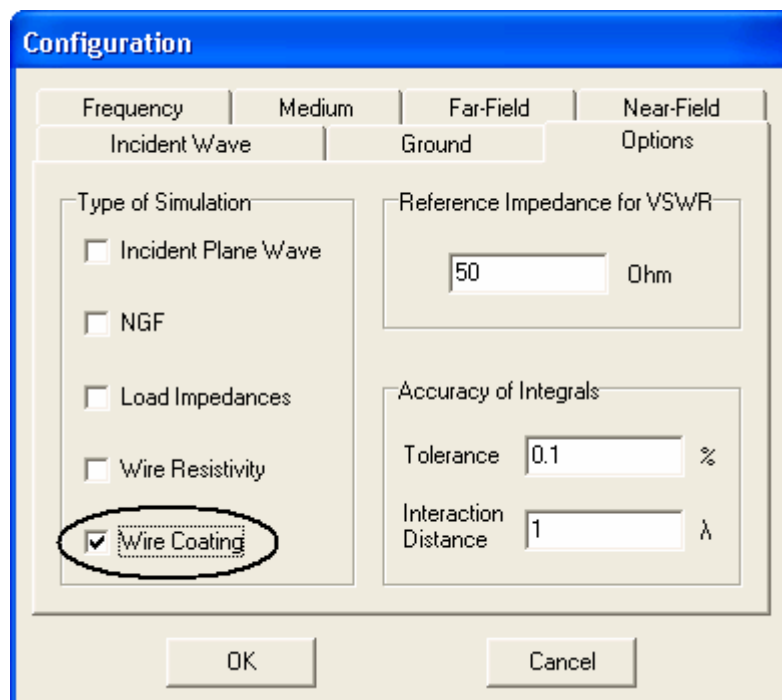 Configuration
Frequency Medium Far-Field Near-Field
Incident Wave Ground Options
Type of Simulation
Incident Plane Wave
NGF
Load Impedances
Wire Resistivity
Wire Coating
Reference Impedance for VSWR
50 Ohm
Accuracy of Integrals
Tolerance 0.1 %
Interaction
Distance 1 λ
OK Cancel